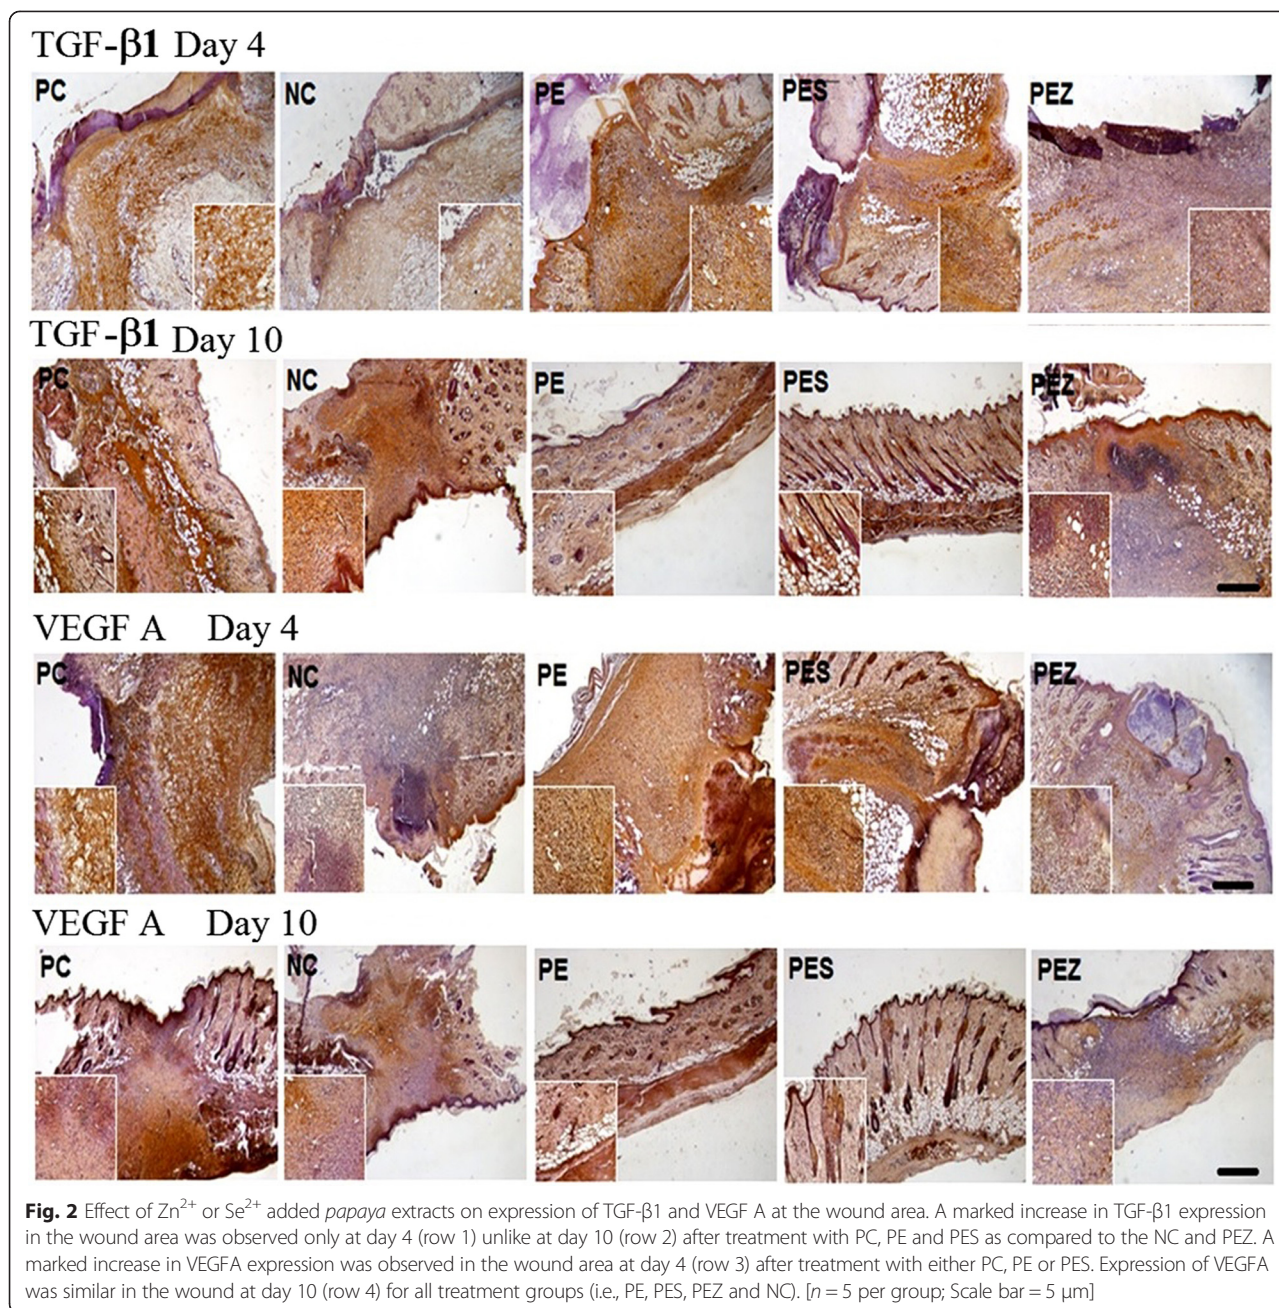 TGF-β1 Day 4
PC NC PE PES PEZ
TGF-β1 Day 10
PC NC PE PES PEZ
VEGF A Day 4
PC NC PE PES PEZ
VEGF A Day 10
PC NC PE PES PEZ
Fig. 2 Effect of Zn²⁺ or Se²⁺ added papaya extracts on expression of TGF-β1 and VEGF A at the wound area. A marked increase in TGF-β1 expression
in the wound area was observed only at day 4 (row 1) unlike at day 10 (row 2) after treatment with PC, PE and PES as compared to the NC and PEZ. A
marked increase in VEGFA expression was observed in the wound area at day 4 (row 3) after treatment with either PC, PE or PES. Expression of VEGFA
was similar in the wound at day 10 (row 4) for all treatment groups (i.e., PE, PES, PEZ and NC). [n = 5 per group; Scale bar = 5 μm]